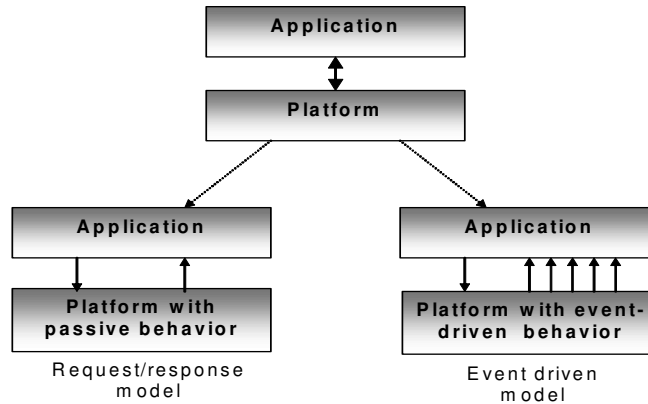 Application
Platform
Application
Application
Platform with
passive behavior
Platform with event-
driven behavior
Request/response
model
Event driven
model